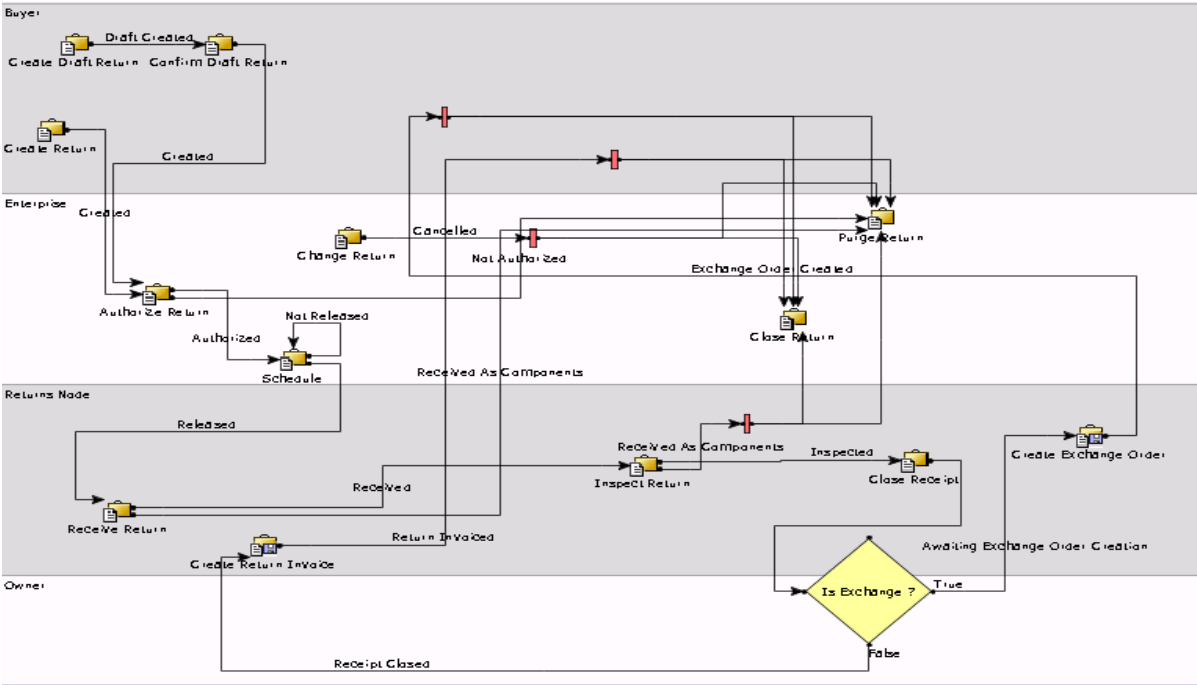 Buyer
Draft Created
Create Draft Return
Confirm Draft Return
Create Return
Created
Enterprise
Created
Cancelled
Purge Return
Change Return
Not Authorized
Exchange Order Created
Authorize Return
Not Released
Authorized
Close Return
Schedule
Received As Components
Returns Node
Released
Received As Components
Inspected
Create Exchange Order
Inspect Return
Close Receipt
Received
Receive Return
Return Invoiced
Awaiting Exchange Order Creation
Create Return Invoice
Owner
True
Is Exchange ?
False
Receipt Closed